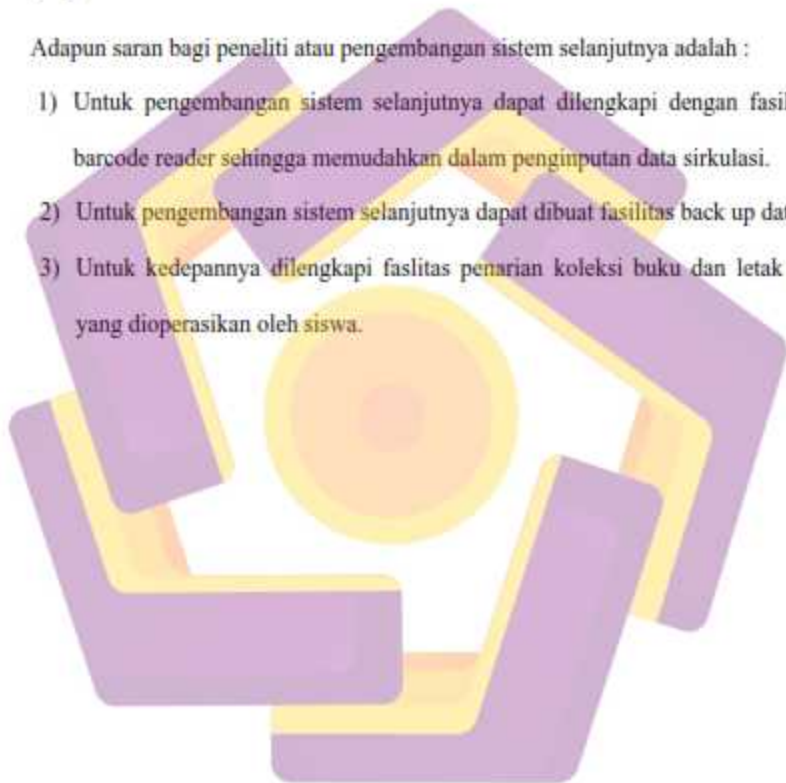 Adapun saran bagi peneliti atau pengembangan sistem selanjutnya adalah :
1) Untuk pengembangan sistem selanjutnya dapat dilengkapi dengan fasil
barcode reader sehingga memudahkan dalam penginputan data sirkulasi.
2) Untuk pengembangan sistem selanjutnya dapat dibuat fasilitas back up dat
3) Untuk kedepannya dilengkapi faslitas penarian koleksi buku dan letak
yang dioperasikan oleh siswa.